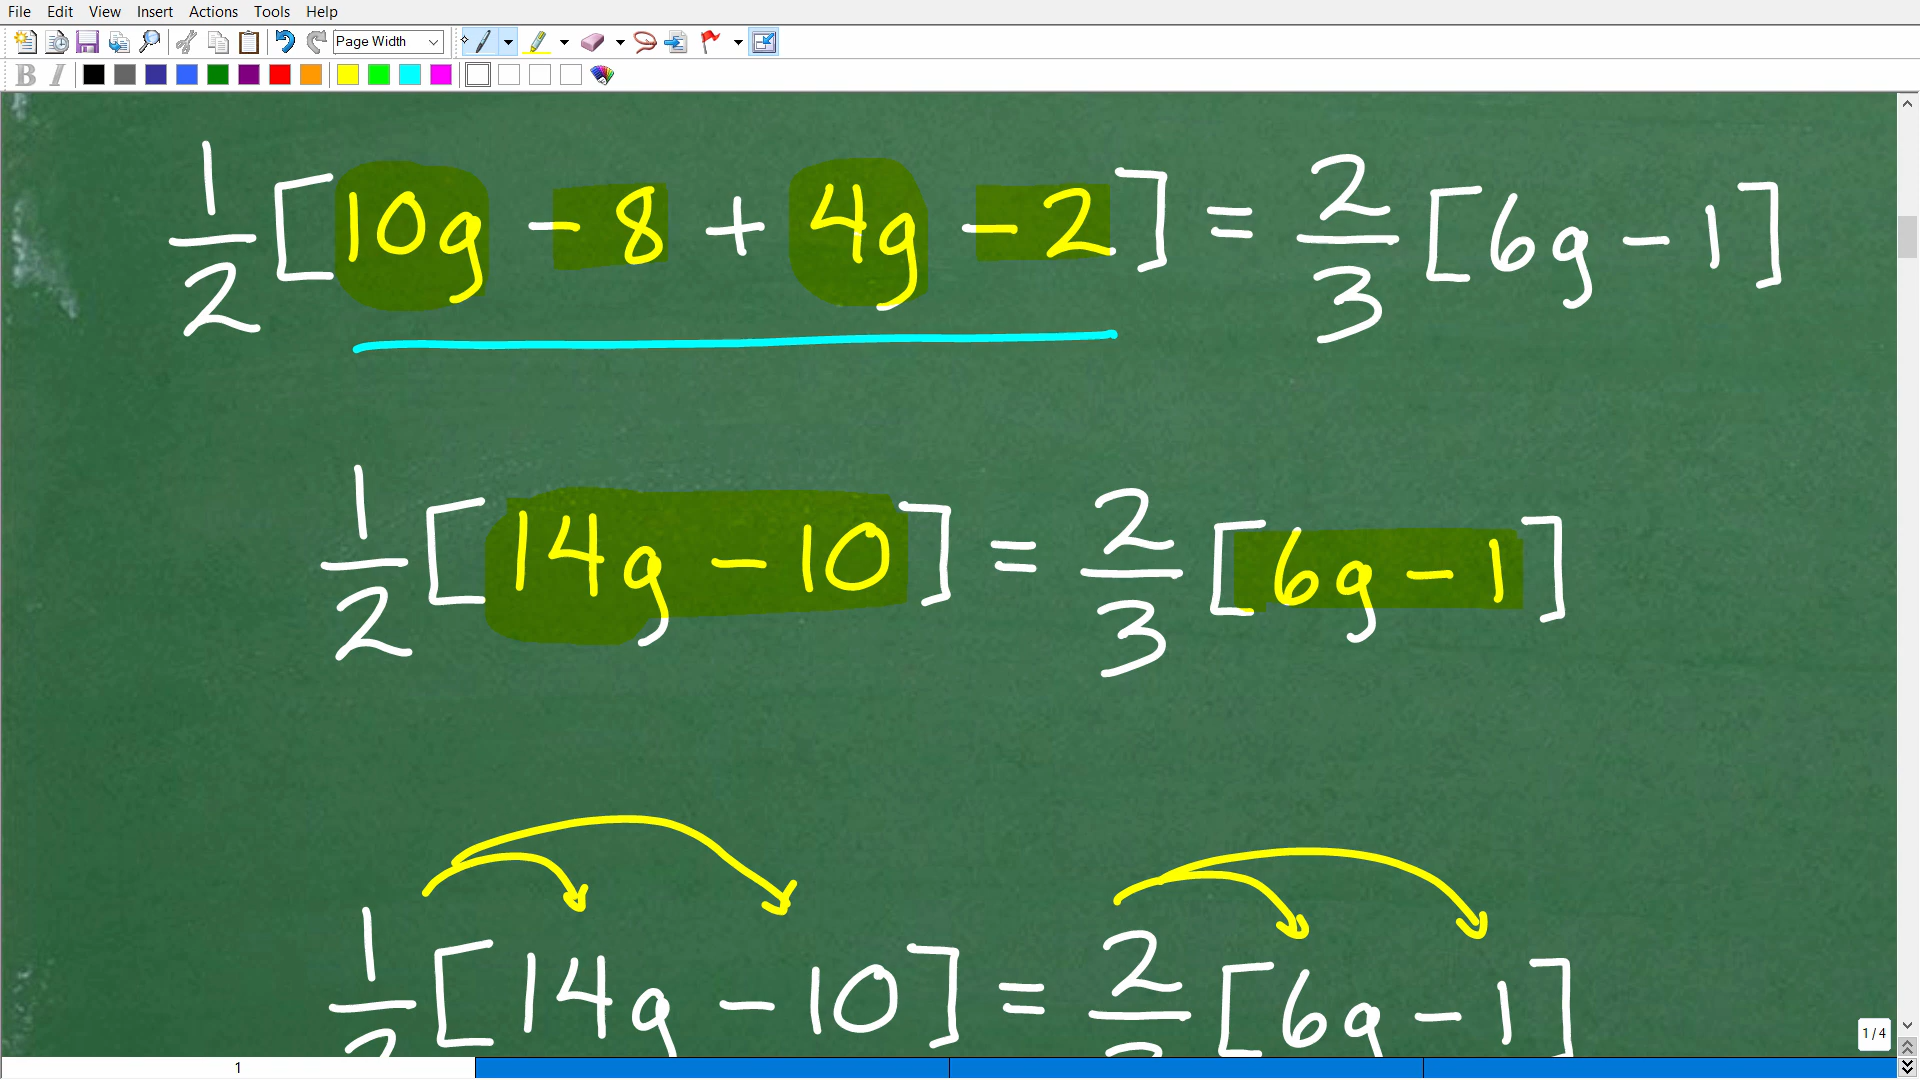 File Edit View Insert Actions Tools Help
Page Width
B I
1/2 [10g - 8 + 4g - 2] = 2/3 [6g - 1]
1/2 [14g - 10] = 2/3 [6g - 1]
1/2 [14g - 10] = 2/3 [6g - 1]
1 / 4
1